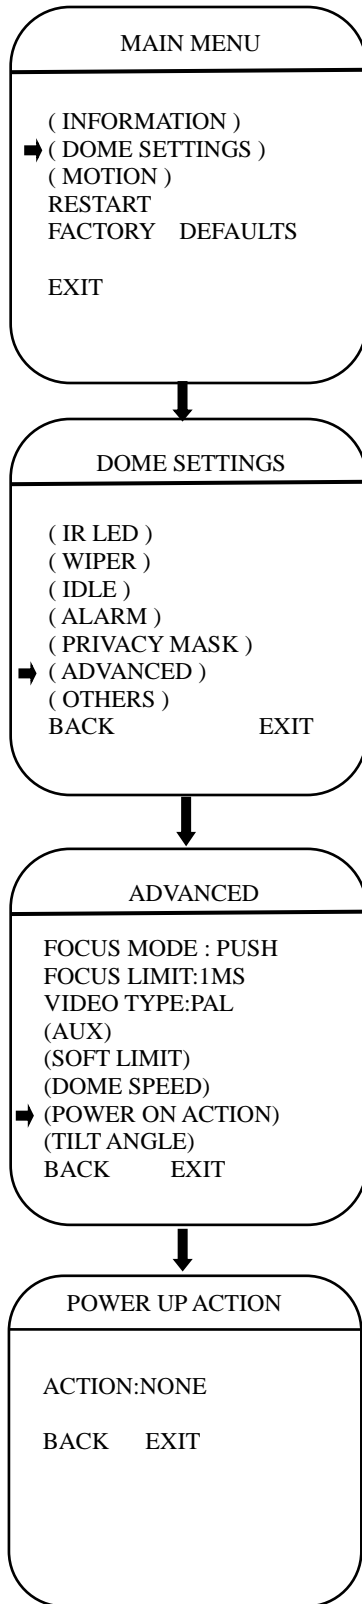 MAIN MENU
( INFORMATION )
( DOME SETTINGS )
( MOTION )
RESTART
FACTORY DEFAULTS
EXIT
DOME SETTINGS
( IR LED )
( WIPER )
( IDLE )
( ALARM )
( PRIVACY MASK )
( ADVANCED )
( OTHERS )
BACK EXIT
ADVANCED
FOCUS MODE : PUSH
FOCUS LIMIT:1MS
VIDEO TYPE:PAL
(AUX)
(SOFT LIMIT)
(DOME SPEED)
(POWER ON ACTION)
(TILT ANGLE)
BACK EXIT
POWER UP ACTION
ACTION:NONE
BACK EXIT